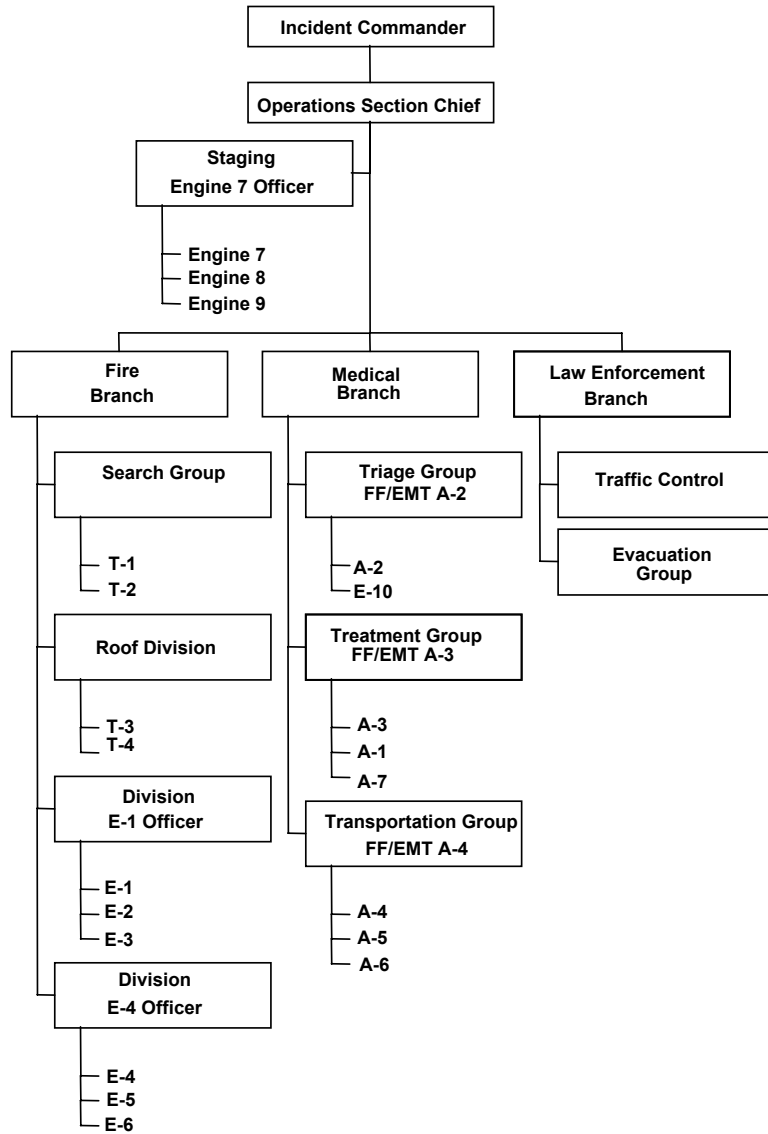 Incident Commander
Operations Section Chief
Staging
Engine 7 Officer
Engine 7
Engine 8
Engine 9
Fire
Branch
Search Group
T-1
T-2
Roof Division
T-3
T-4
Division
E-1 Officer
E-1
E-2
E-3
Division
E-4 Officer
E-4
E-5
E-6
Medical
Branch
Triage Group
FF/EMT A-2
A-2
E-10
Treatment Group
FF/EMT A-3
A-3
A-1
A-7
Transportation Group
FF/EMT A-4
A-4
A-5
A-6
Law Enforcement
Branch
Traffic Control
Evacuation
Group